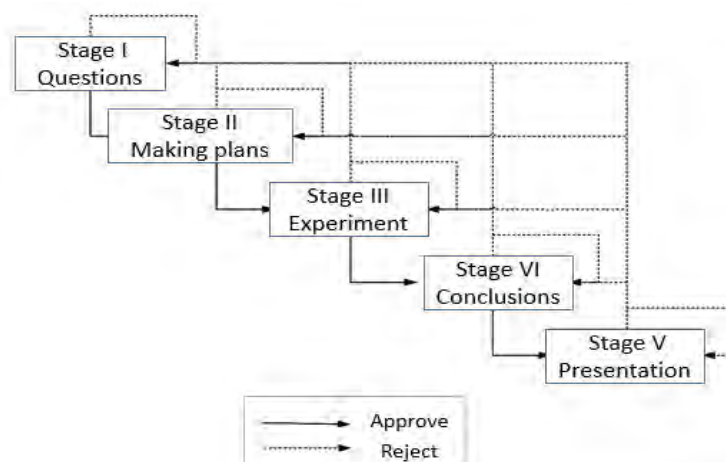 Stage I
Questions
Stage II
Making plans
Stage III
Experiment
Stage VI
Conclusions
Stage V
Presentation
Approve
Reject